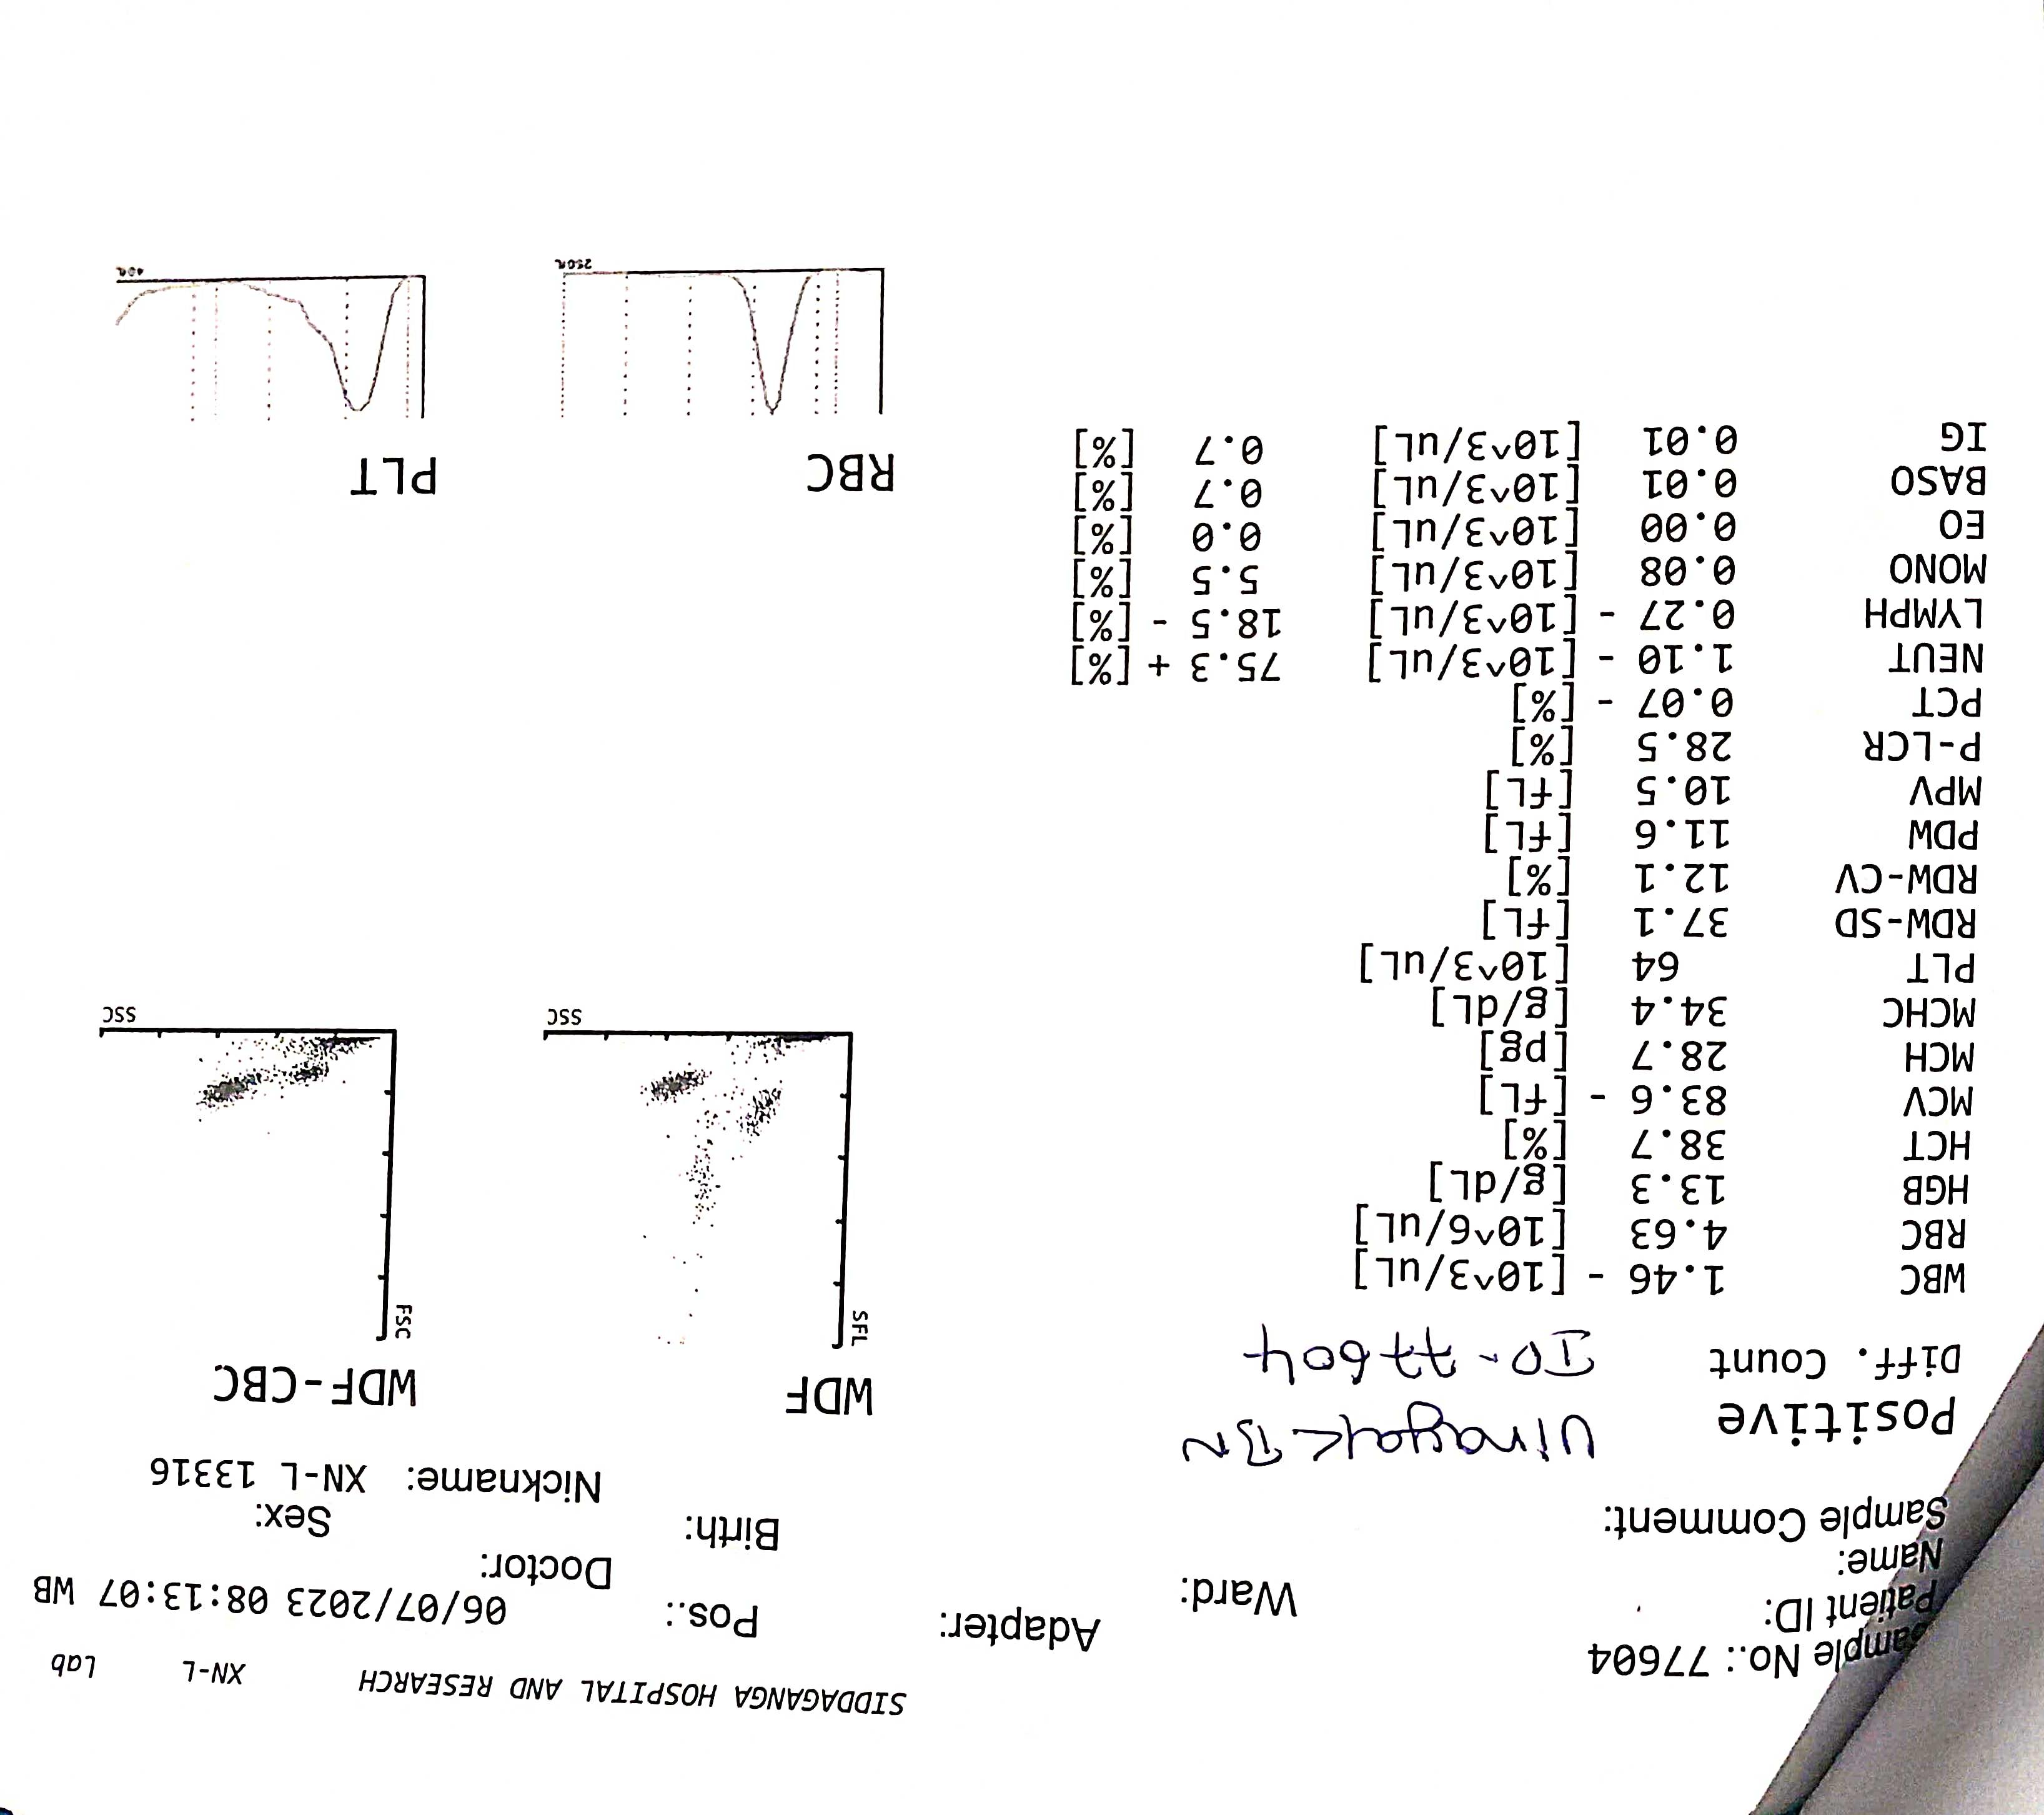 SIDDAGANGA HOSPITAL AND RESEARCH XN-L Lab
Sample No.: 77604 Adapter: Pos.: 06/07/2023 08:13:07 WB
Patient ID: Ward: Doctor:
Name: Birth: Sex:
Sample Comment: Nickname: XN-L 13316
Positive Vinayak BN
Diff. Count ID- 77604
WDF WDF-CBC
SFL FSC
SSC SSC
WBC 1.46 - [10^3/uL]
RBC 4.63 [10^6/uL]
HGB 13.3 [g/dL]
HCT 38.7 [%]
MCV 83.6 - [fL]
MCH 28.7 [pg]
MCHC 34.4 [g/dL]
PLT 64 [10^3/uL]
RDW-SD 37.1 [fL]
RDW-CV 12.1 [%]
PDW 11.6 [fL]
MPV 10.5 [fL]
P-LCR 28.5 [%]
PCT 0.07 - [%]
NEUT 1.10 - [10^3/uL] 75.3 + [%]
LYMPH 0.27 - [10^3/uL] 18.5 - [%]
MONO 0.08 [10^3/uL] 5.5 [%]
EO 0.00 [10^3/uL] 0.0 [%]
BASO 0.01 [10^3/uL] 0.7 [%]
IG 0.01 [10^3/uL] 0.7 [%]
RBC PLT
250fL 40fL